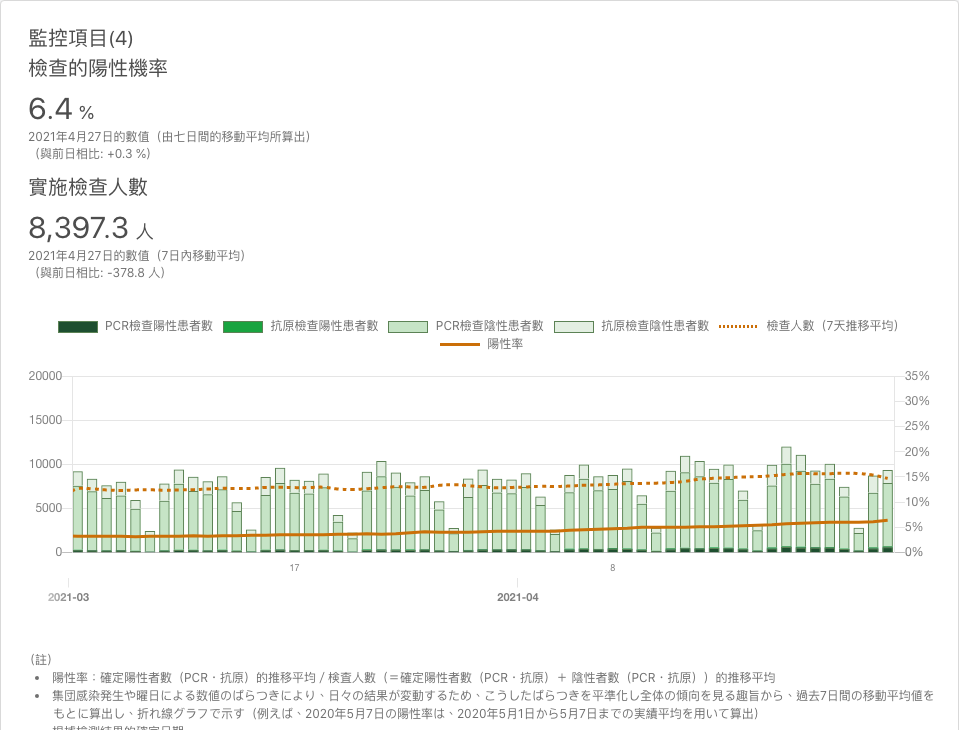 監控項目(4)
檢查的陽性機率
6.4 %
2021年4月27日的數值（由七日間的移動平均所算出）
（與前日相比: +0.3 %）
實施檢查人數
8,397.3 人
2021年4月27日的數值（7日內移動平均）
（與前日相比: -378.8 人）
PCR檢查陽性患者數 抗原檢查陽性患者數 PCR檢查陰性患者數 抗原檢查陰性患者數 檢查人數（7天推移平均）
陽性率
20000 35%
30%
15000 25%
20%
10000 15%
10%
5000 5%
0 0%
17 8
2021-03 2021-04
（註）
• 陽性率：確定陽性者數（PCR・抗原）的推移平均 / 檢查人數（＝確定陽性者數（PCR・抗原）＋ 陰性者數（PCR・抗原））的推移平均
• 集団感染発生や曜日による数値のばらつきにより、日々の結果が変動するため、こうしたばらつきを平準化し全体の傾向を見る趣旨から、過去7日間の移動平均値を
もとに算出し、折れ線グラフで示す（例えば、2020年5月7日の陽性率は、2020年5月1日から5月7日までの実績平均を用いて算出）